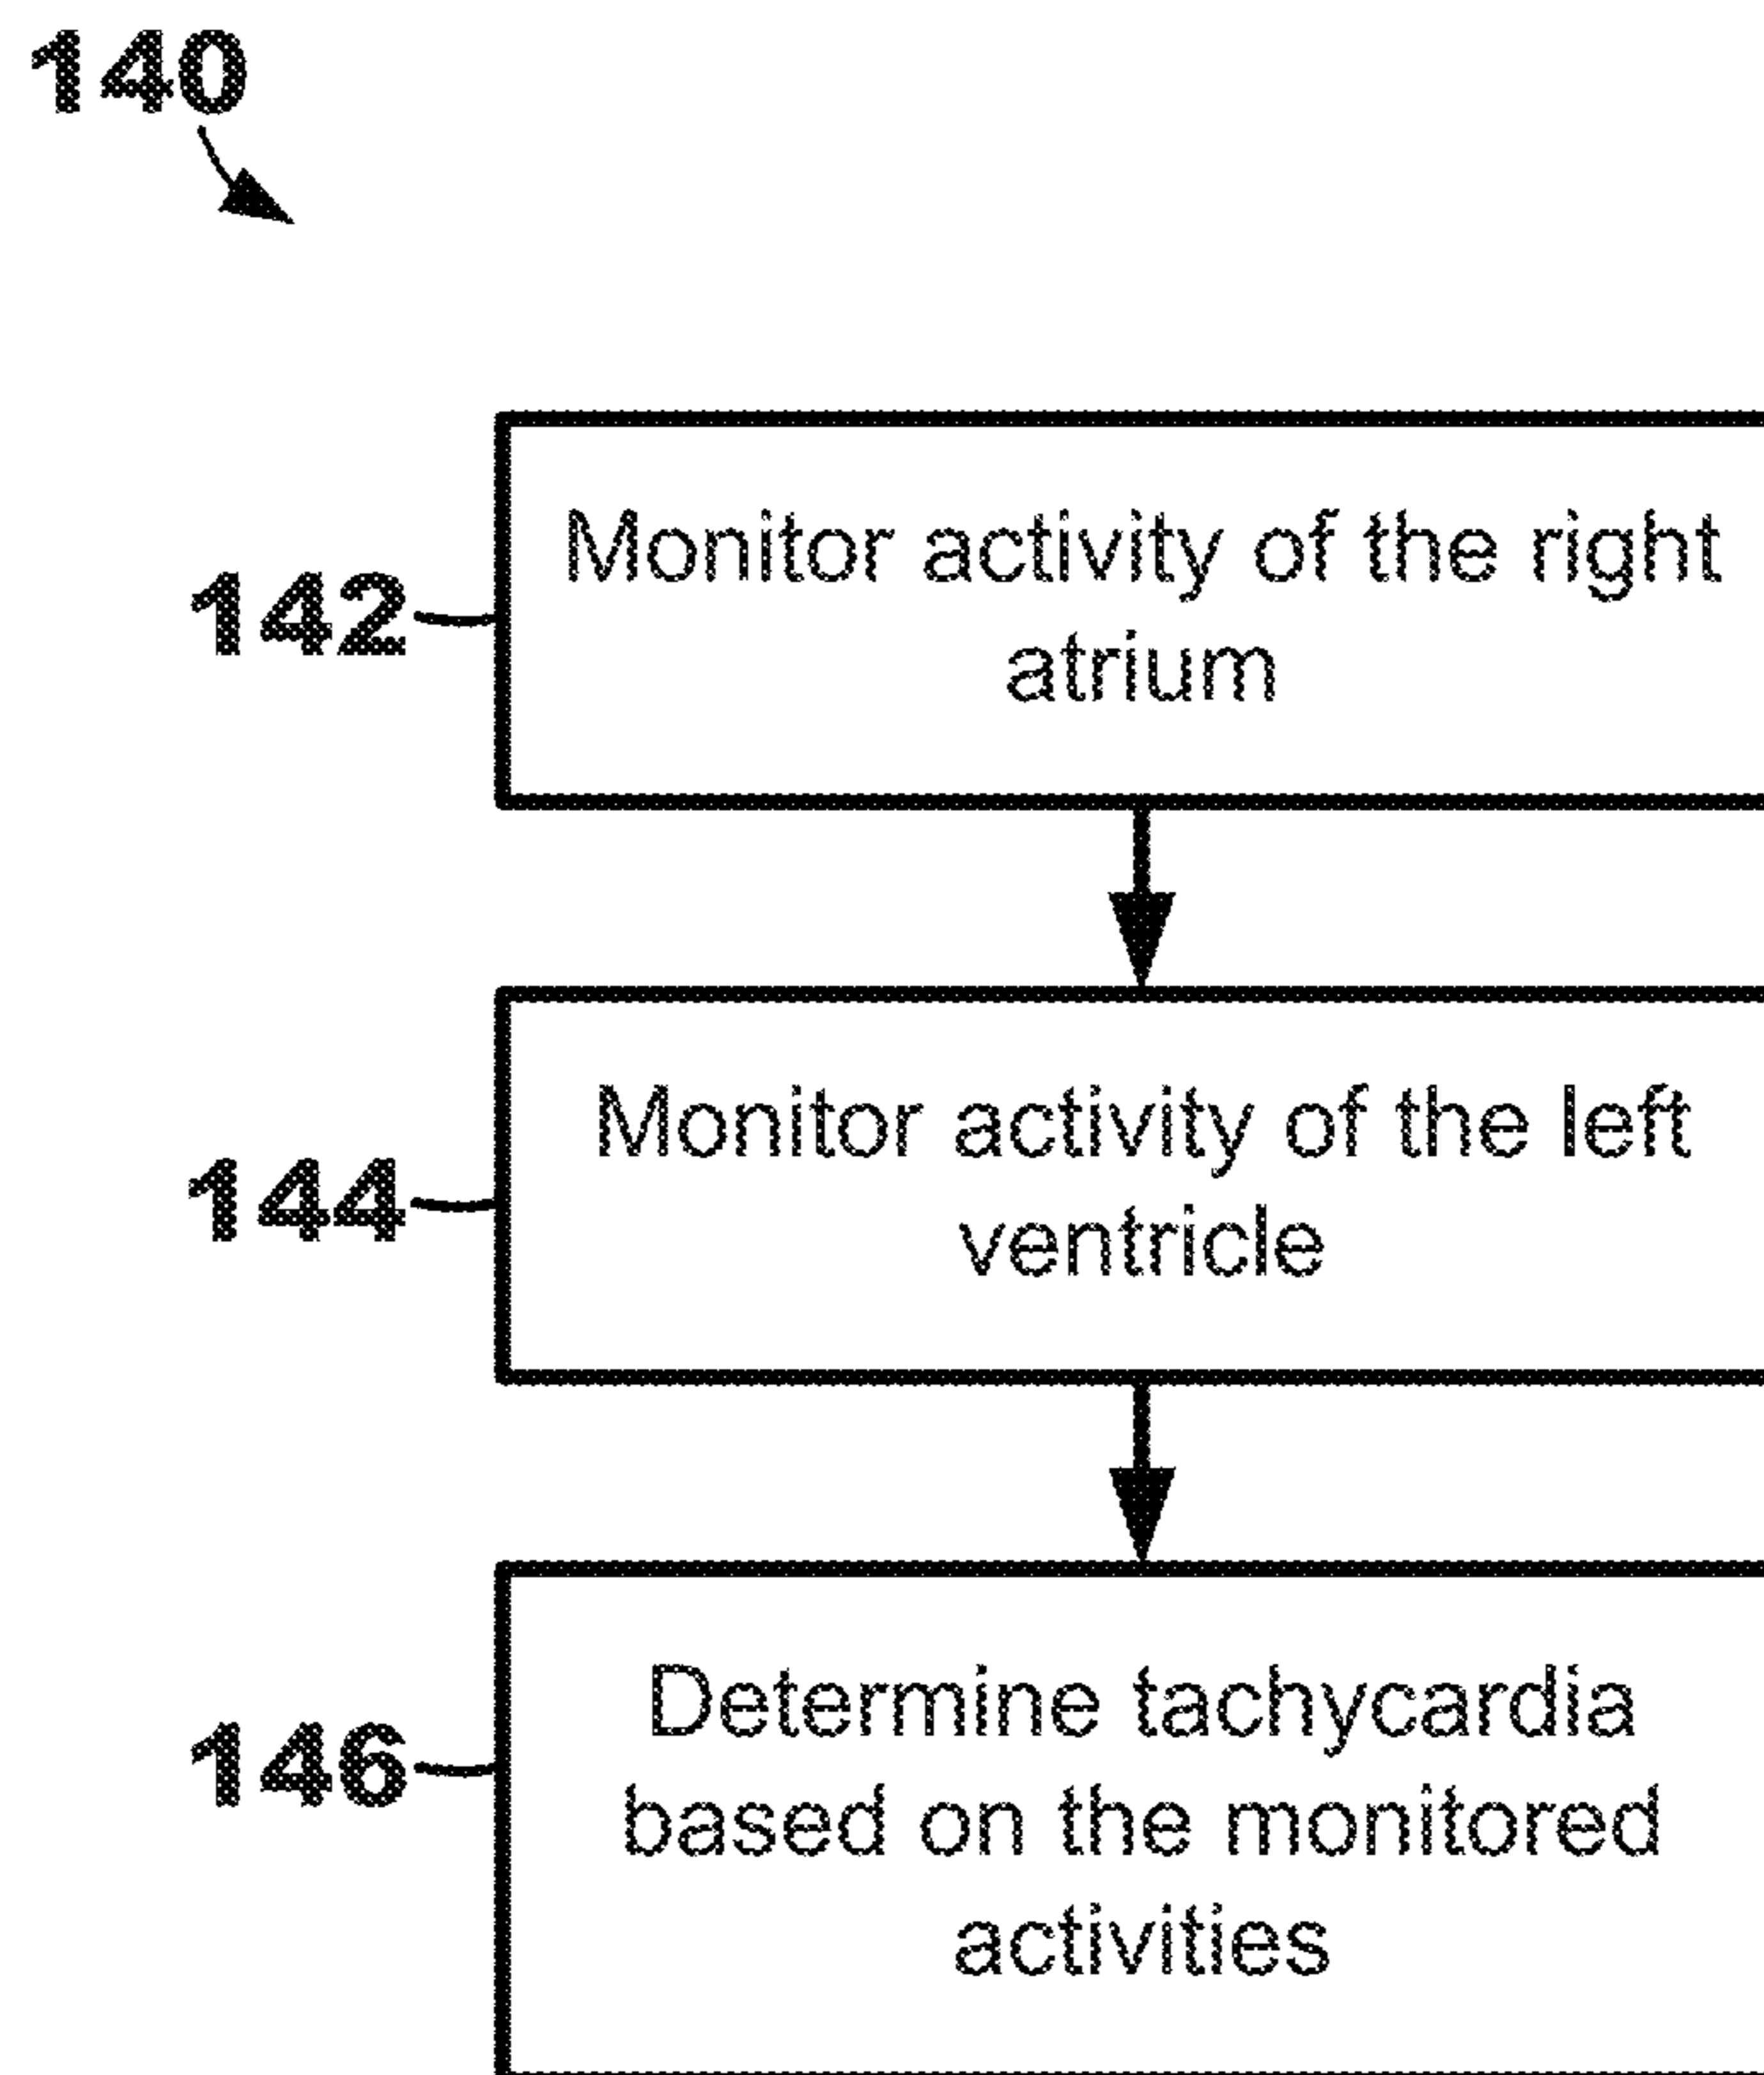 140
142
Monitor activity of the right
atrium
144
Monitor activity of the left
ventricle
146
Determine tachycardia
based on the monitored
activities